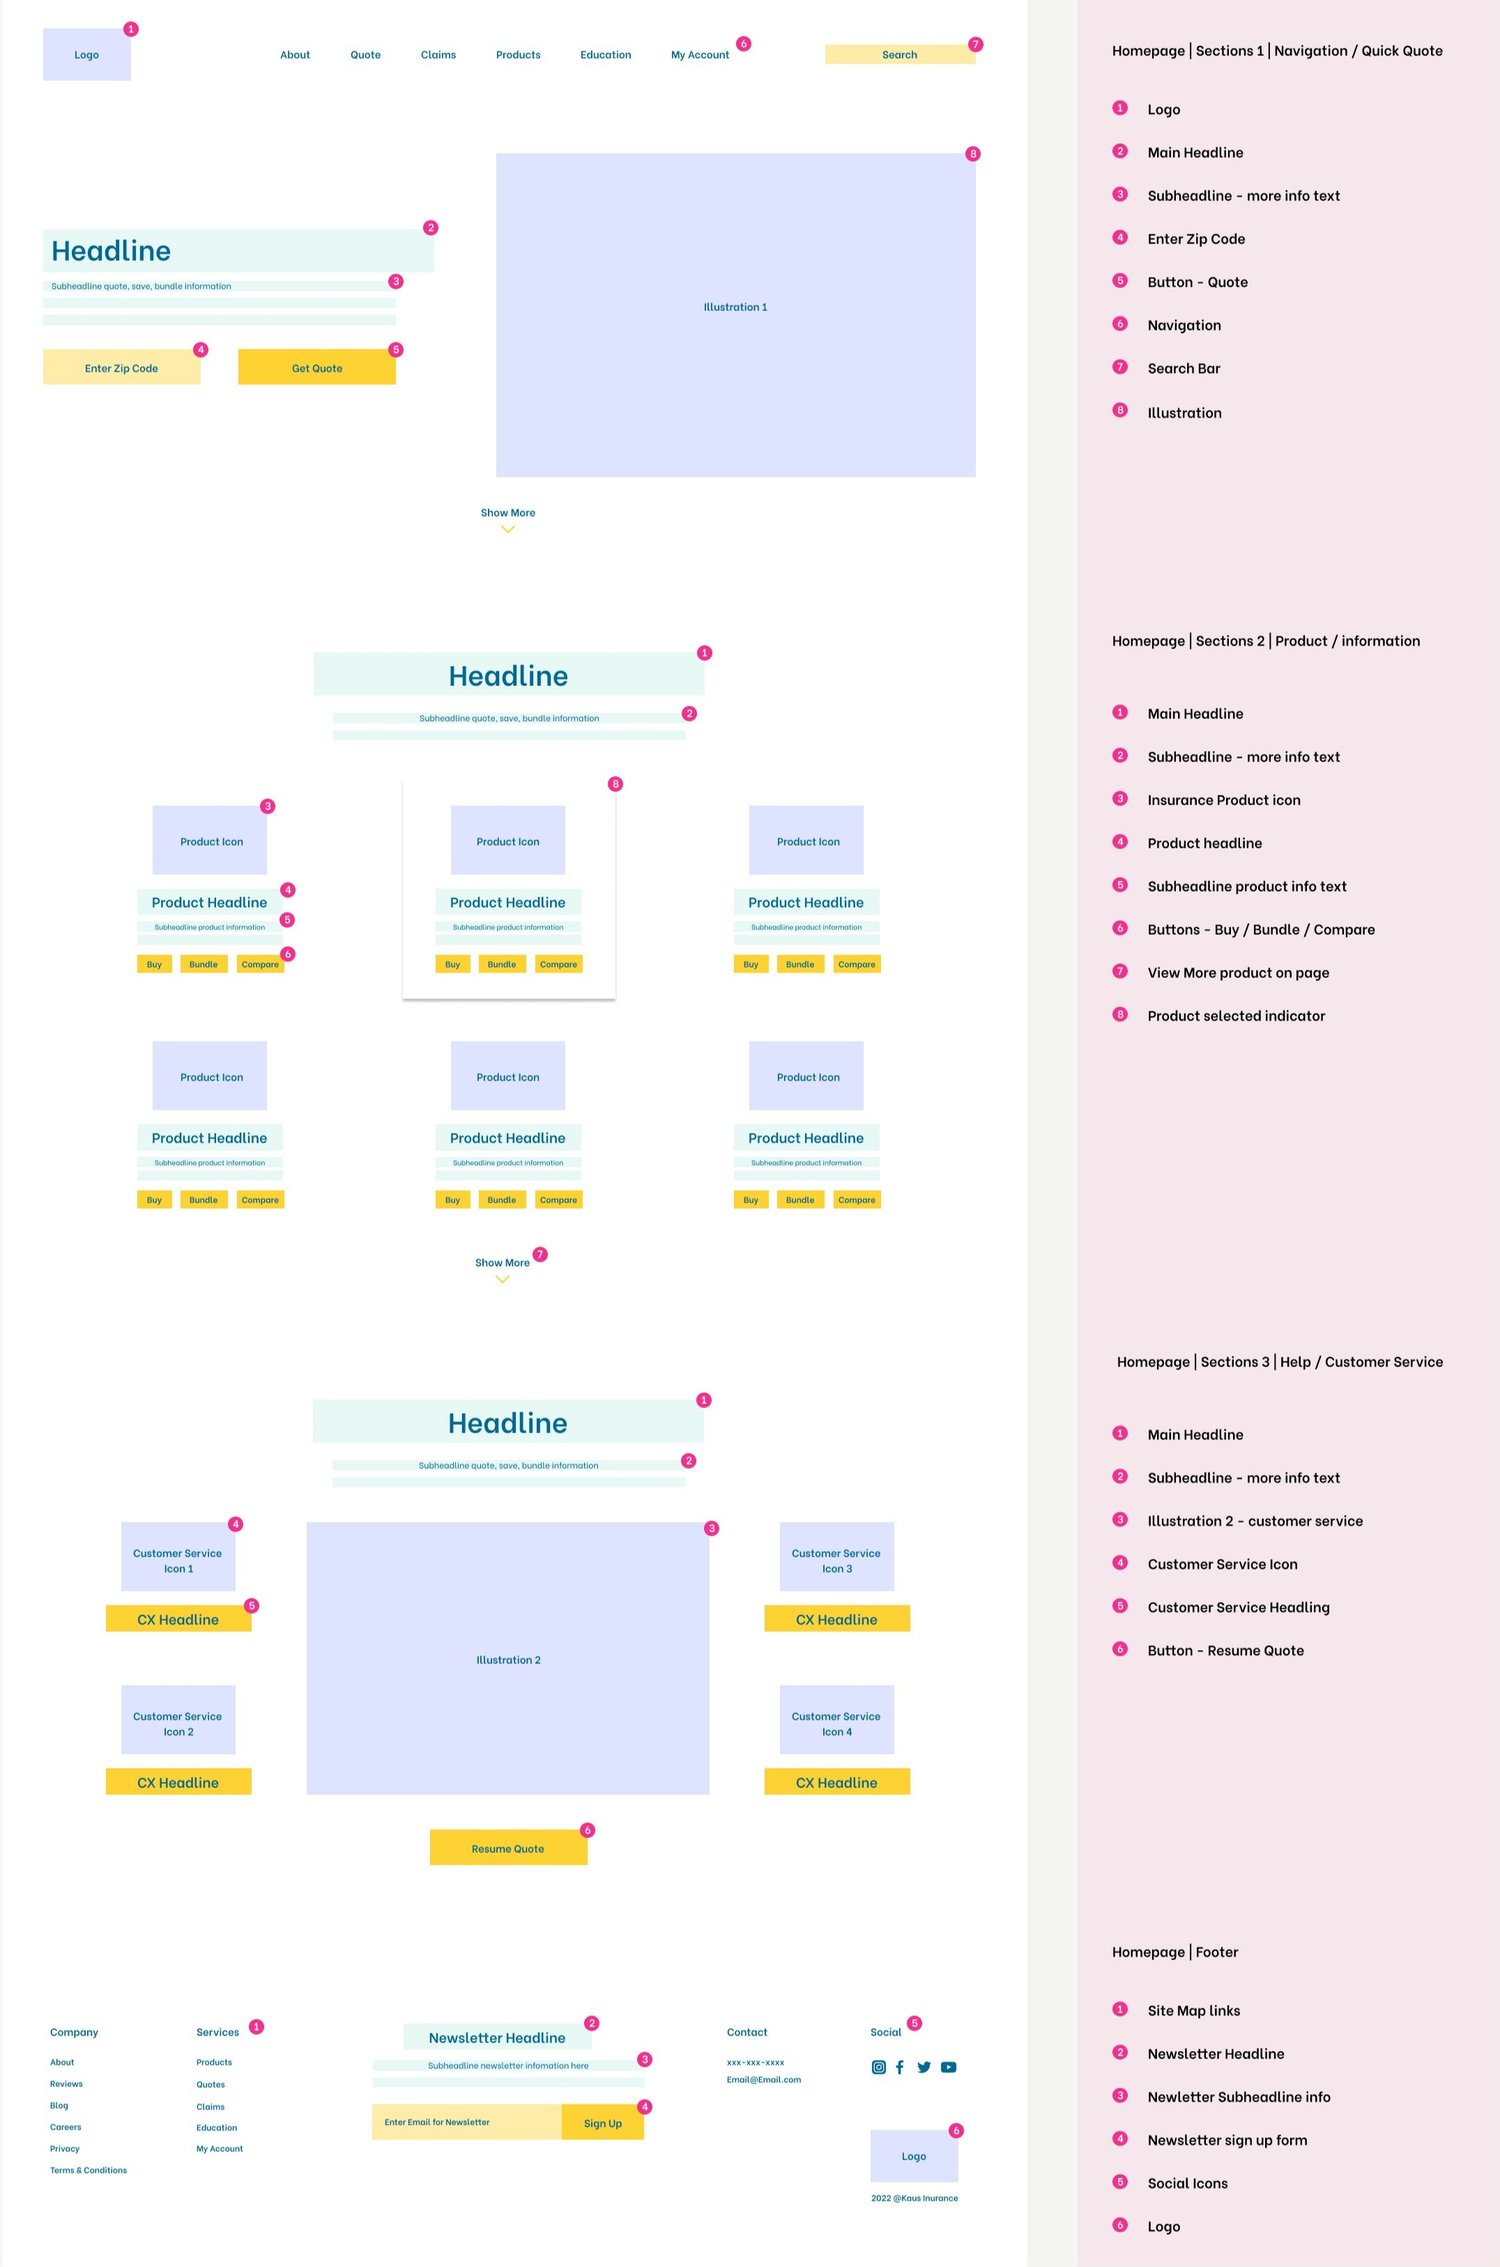 Logo
1
About Quote Claims Products Education My Account
6
Search
7
8
2
Headline
3
Subheadline quote, save, bundle information
Illustration 1
4
Enter Zip Code
5
Get Quote
Show More
1
Headline
2
Subheadline quote, save, bundle information
8
3
Product Icon Product Icon Product Icon
4
Product Headline Product Headline Product Headline
5
Subheadline product information Subheadline product information Subheadline product information
6
Buy Bundle Compare Buy Bundle Compare Buy Bundle Compare
Product Icon Product Icon Product Icon
Product Headline Product Headline Product Headline
Subheadline product information Subheadline product information Subheadline product information
Buy Bundle Compare Buy Bundle Compare Buy Bundle Compare
7
Show More
1
Headline
2
Subheadline quote, save, bundle information
4
Customer Service
Icon 1
5
CX Headline
Customer Service
Icon 2
CX Headline
3
Illustration 2
Customer Service
Icon 3
CX Headline
Customer Service
Icon 4
CX Headline
6
Resume Quote
Company
About
Reviews
Blog
Careers
Privacy
Terms & Conditions
Services
1
Products
Quotes
Claims
Education
My Account
2
Newsletter Headline
3
Subheadline newsletter infomation here
4
Enter Email for Newsletter Sign Up
Contact
xxx-xxx-xxxx
Email@Email.com
Social
5
6
Logo
2022 @Kaus Inurance
Homepage | Sections 1 | Navigation / Quick Quote
1 Logo
2 Main Headline
3 Subheadline - more info text
4 Enter Zip Code
5 Button - Quote
6 Navigation
7 Search Bar
8 Illustration
Homepage | Sections 2 | Product / information
1 Main Headline
2 Subheadline - more info text
3 Insurance Product icon
4 Product headline
5 Subheadline product info text
6 Buttons - Buy / Bundle / Compare
7 View More product on page
8 Product selected indicator
Homepage | Sections 3 | Help / Customer Service
1 Main Headline
2 Subheadline - more info text
3 Illustration 2 - customer service
4 Customer Service Icon
5 Customer Service Headling
6 Button - Resume Quote
Homepage | Footer
1 Site Map links
2 Newsletter Headline
3 Newletter Subheadline info
4 Newsletter sign up form
5 Social Icons
6 Logo